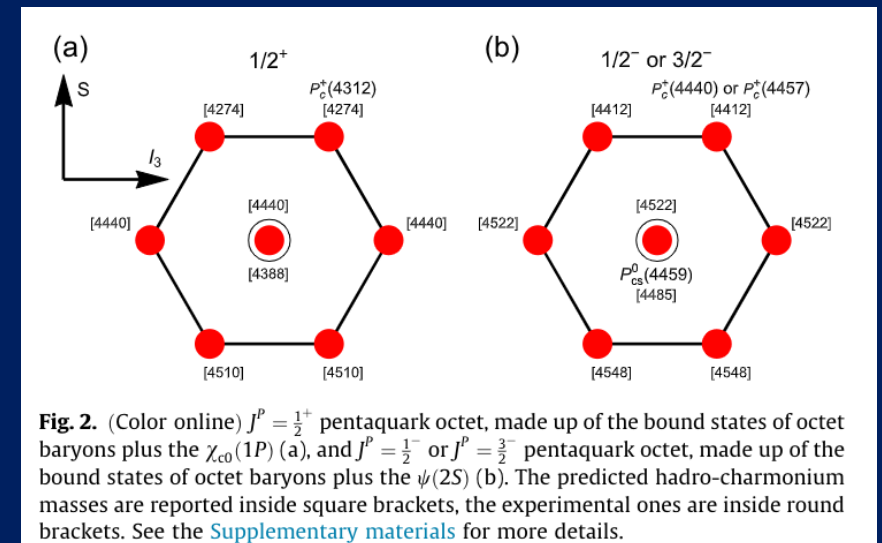 (a)
S
I₃
1/2⁺
P⁺c(4312)
[4274]
[4274]
[4440]
[4440]
[4440]
[4388]
[4510]
[4510]
(b)
1/2⁻ or 3/2⁻
P⁺c(4440) or P⁺c(4457)
[4412]
[4412]
[4522]
[4522]
[4522]
P⁰cs(4459)
[4485]
[4548]
[4548]
Fig. 2. (Color online) Jᴾ = ½⁺ pentaquark octet, made up of the bound states of octet
baryons plus the χc0(1P) (a), and Jᴾ = ½⁻ or Jᴾ = 3/2⁻ pentaquark octet, made up of the
bound states of octet baryons plus the ψ(2S) (b). The predicted hadro-charmonium
masses are reported inside square brackets, the experimental ones are inside round
brackets. See the Supplementary materials for more details.